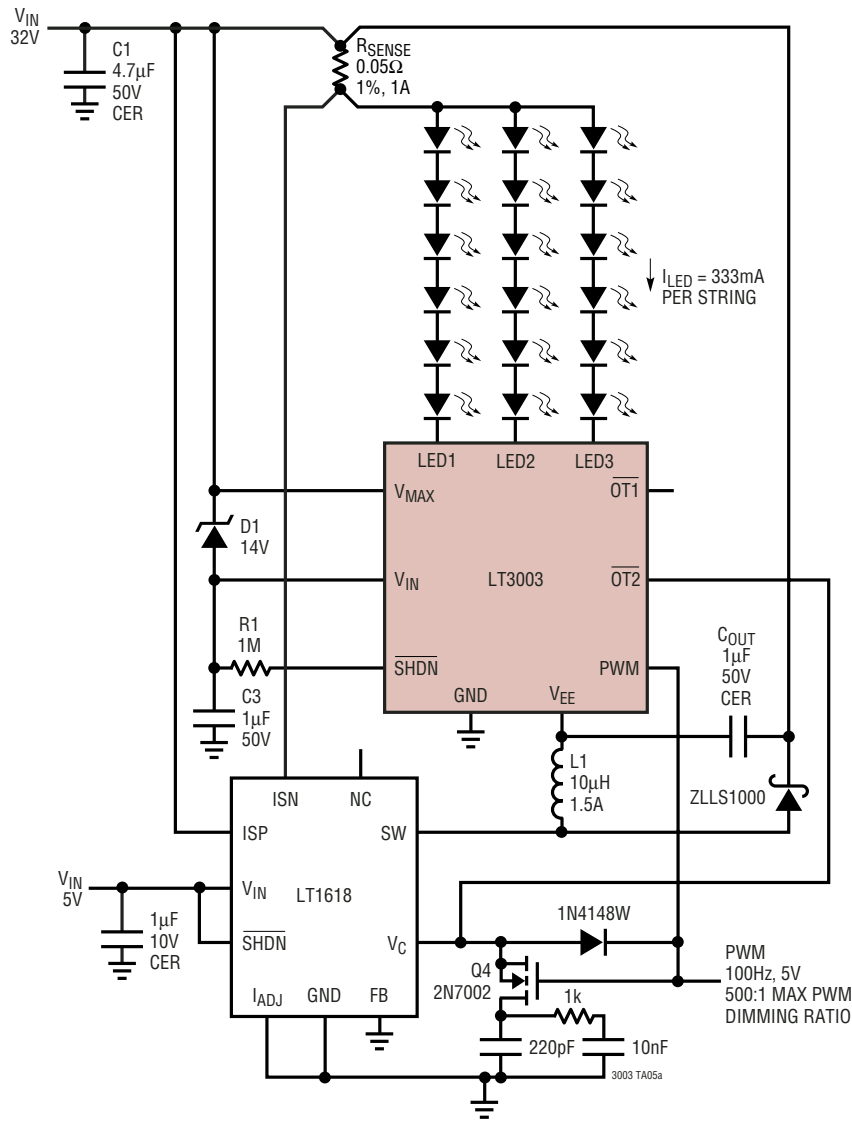 VIN
32V
C1
4.7µF
50V
CER
RSENSE
0.05Ω
1%, 1A
ILED = 333mA
PER STRING
LED1
LED2
LED3
VMAX
OT1
D1
14V
VIN
LT3003
OT2
R1
1M
SHDN
PWM
COUT
1µF
50V
CER
C3
1µF
50V
GND
VEE
L1
10µH
1.5A
ZLLS1000
ISN
NC
ISP
SW
VIN
5V
VIN
LT1618
1µF
10V
CER
SHDN
VC
1N4148W
Q4
2N7002
PWM
100Hz, 5V
500:1 MAX PWM
DIMMING RATIO
IADJ
GND
FB
1k
220pF
10nF
3003 TA05a